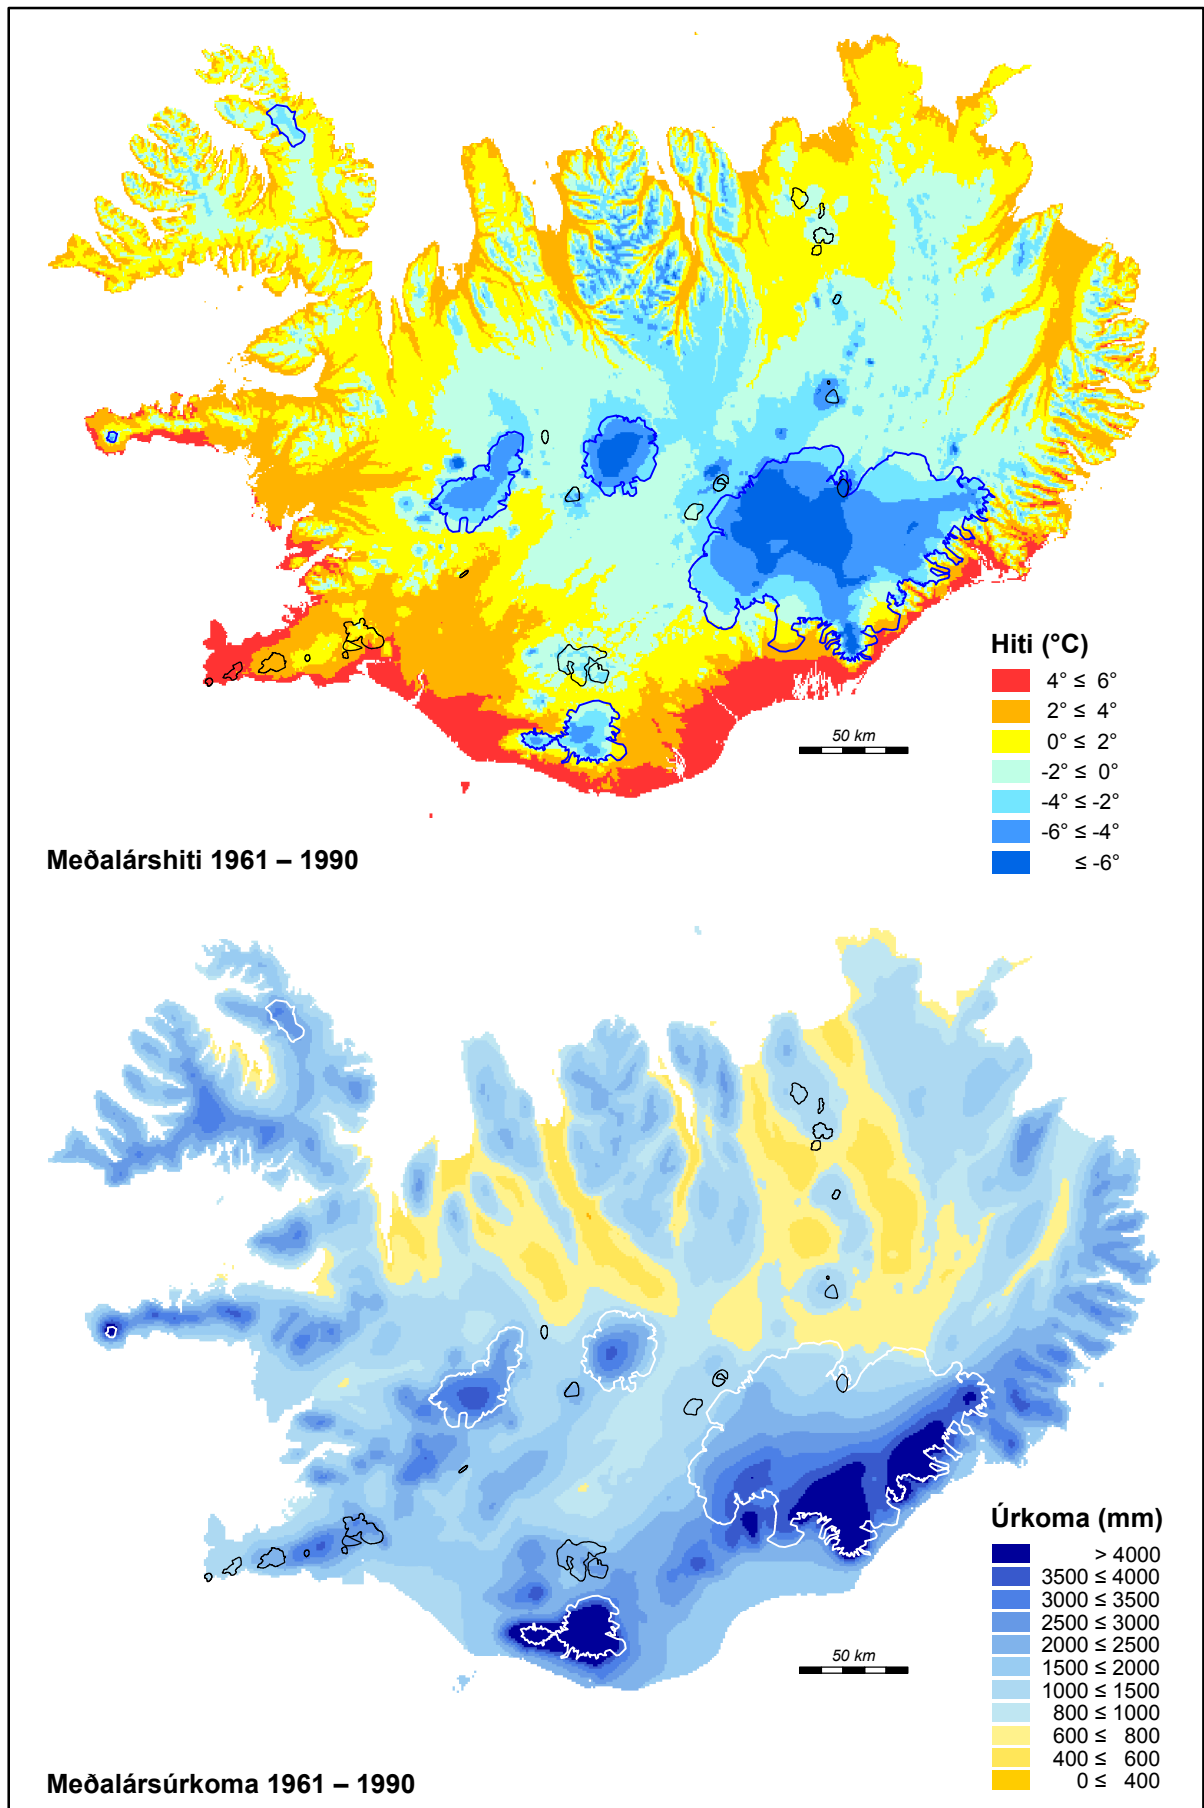 Hiti (°C)
4° ≤ 6°
2° ≤ 4°
0° ≤ 2°
-2° ≤ 0°
-4° ≤ -2°
-6° ≤ -4°
≤ -6°
50 km
Meðalárshiti 1961 – 1990
Úrkoma (mm)
> 4000
3500 ≤ 4000
3000 ≤ 3500
2500 ≤ 3000
2000 ≤ 2500
1500 ≤ 2000
1000 ≤ 1500
800 ≤ 1000
600 ≤ 800
400 ≤ 600
0 ≤ 400
50 km
Meðalársúrkoma 1961 – 1990